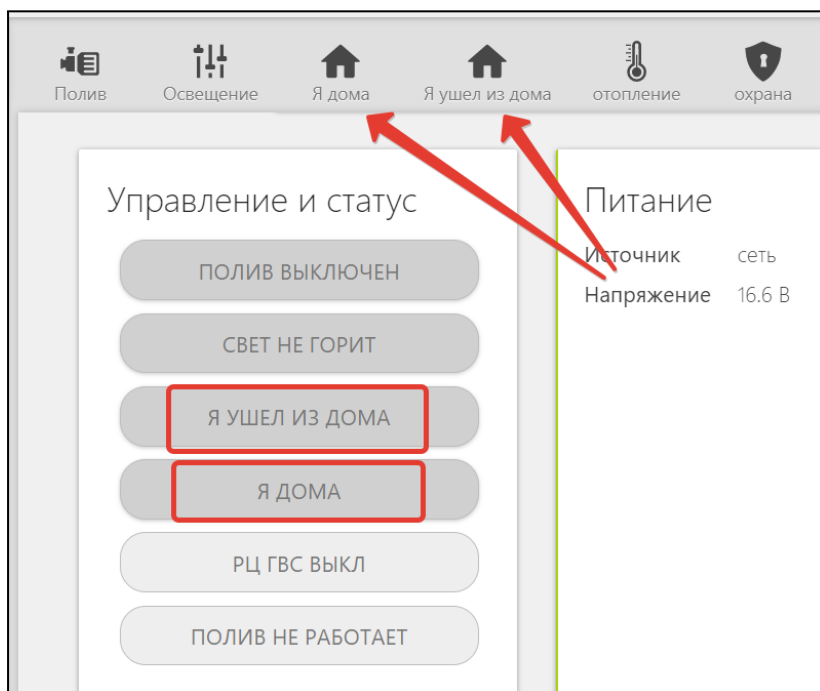 Полив Освещение Я дома Я ушел из дома отопление охрана
Управление и статус
ПОЛИВ ВЫКЛЮЧЕН
СВЕТ НЕ ГОРИТ
Я УШЕЛ ИЗ ДОМА
Я ДОМА
РЦ ГВС ВЫКЛ
ПОЛИВ НЕ РАБОТАЕТ
Питание
Источник сеть
Напряжение 16.6 В